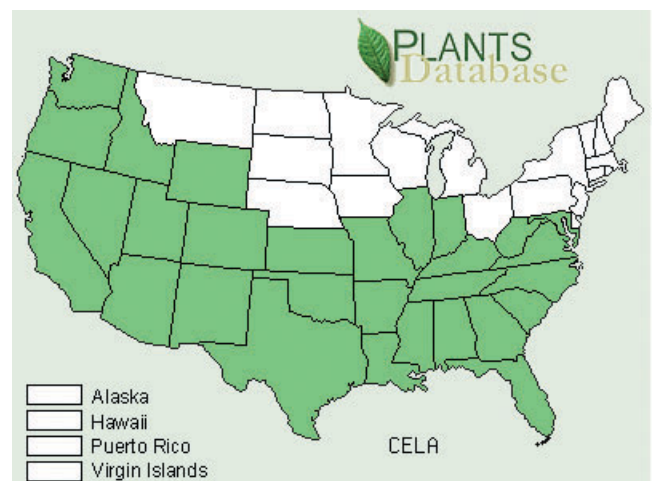 PLANTS
Database
Alaska
Hawaii
Puerto Rico
Virgin Islands
CELA